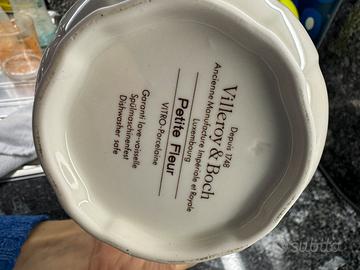 Depuis 1748
Villeroy & Boch
Ancienne Manufacture Impériale et Royale
Luxembourg
Petite Fleur
VITRO-Porcelaine
Garanti lave-vaisselle
Spülmaschinenfest
Dishwasher safe
subito